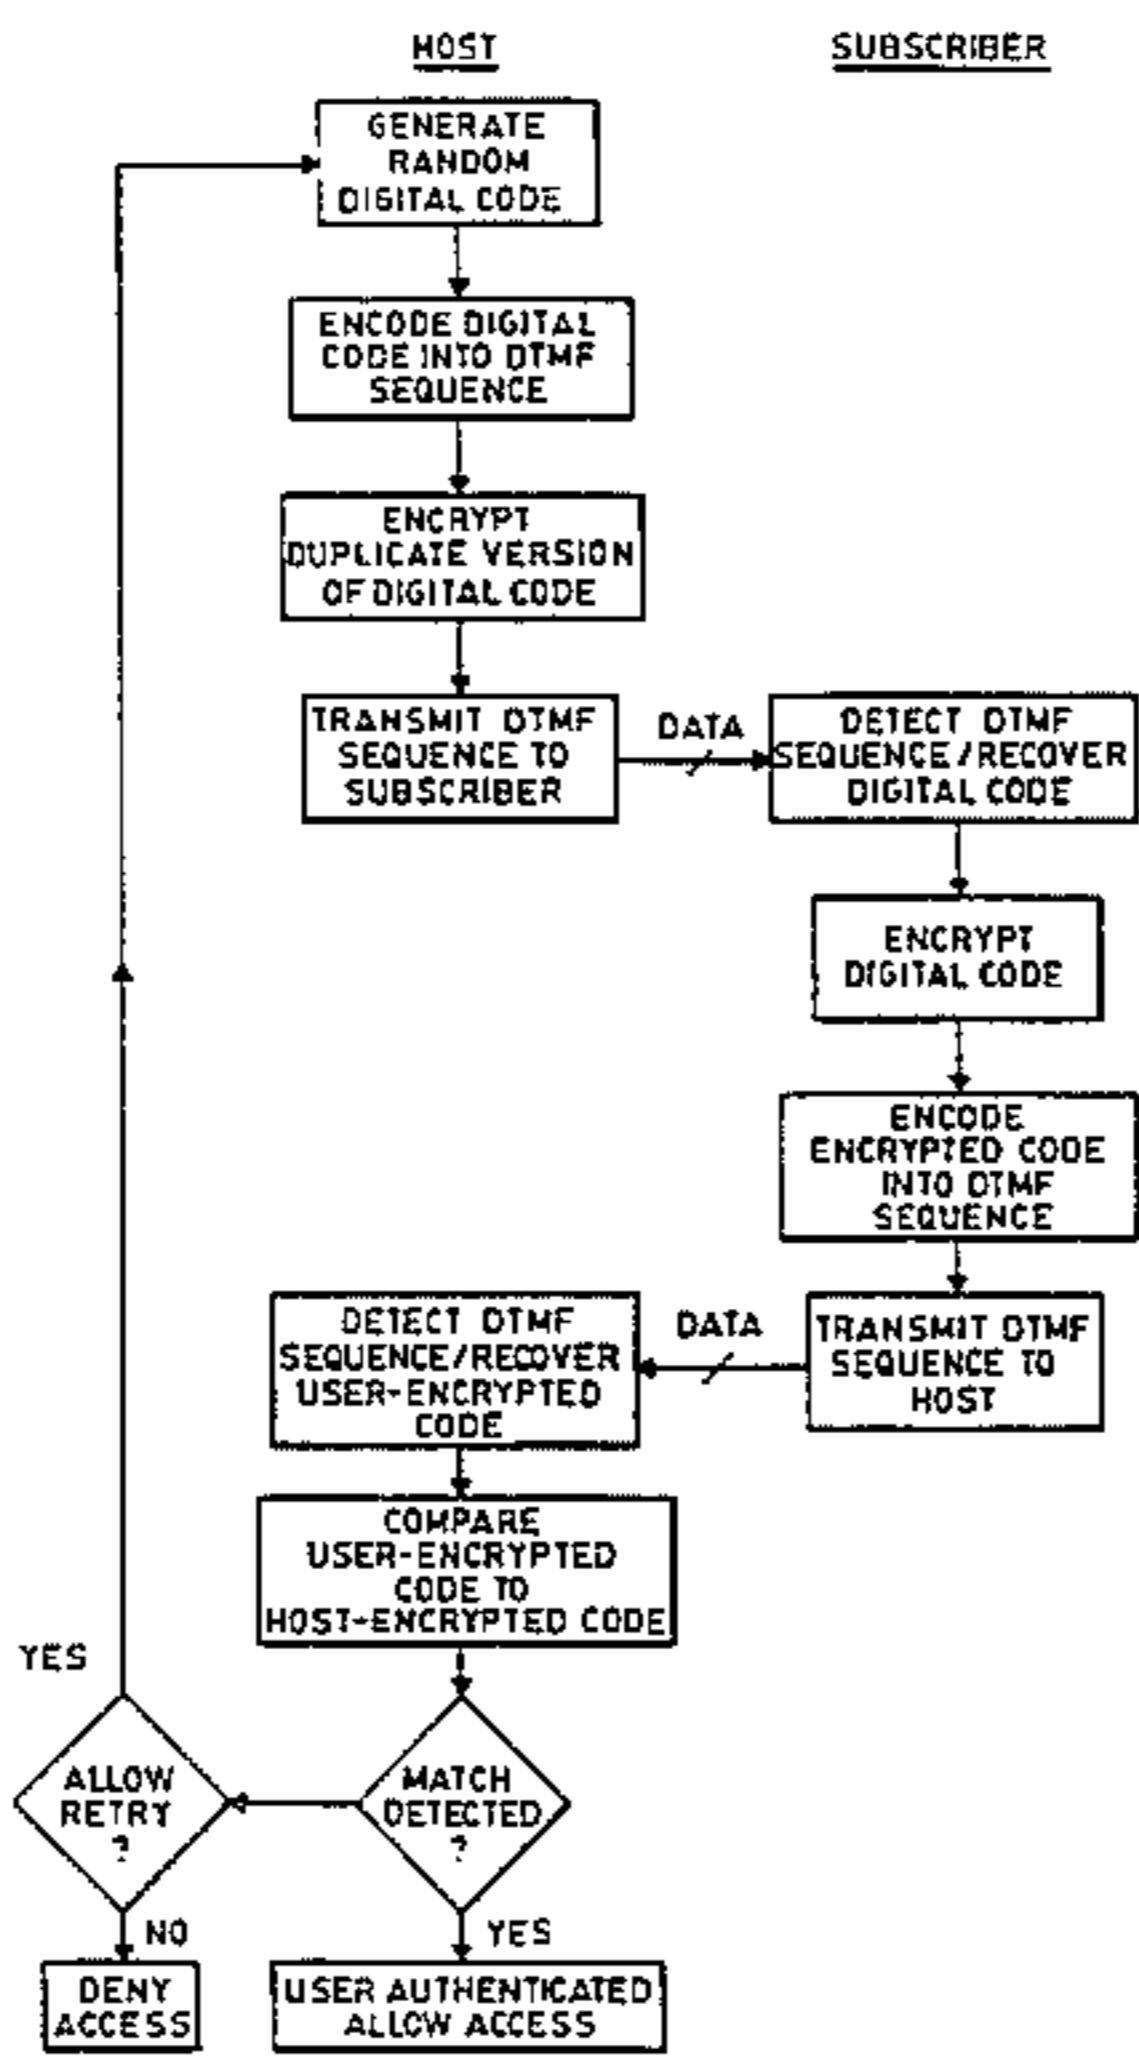 HOST
SUBSCRIBER
GENERATE
RANDOM
DIGITAL CODE
ENCODE DIGITAL
CODE INTO DTMF
SEQUENCE
ENCRYPT
DUPLICATE VERSION
OF DIGITAL CODE
TRANSMIT DTMF
SEQUENCE TO
SUBSCRIBER
DATA
DETECT DTMF
SEQUENCE/RECOVER
DIGITAL CODE
ENCRYPT
DIGITAL CODE
ENCODE
ENCRYPTED CODE
INTO DTMF
SEQUENCE
TRANSMIT DTMF
SEQUENCE TO
HOST
DATA
DETECT DTMF
SEQUENCE/RECOVER
USER-ENCRYPTED
CODE
COMPARE
USER-ENCRYPTED
CODE TO
HOST-ENCRYPTED CODE
MATCH
DETECTED
?
YES
USER AUTHENTICATED
ALLOW ACCESS
ALLOW
RETRY
?
YES
NO
DENY
ACCESS